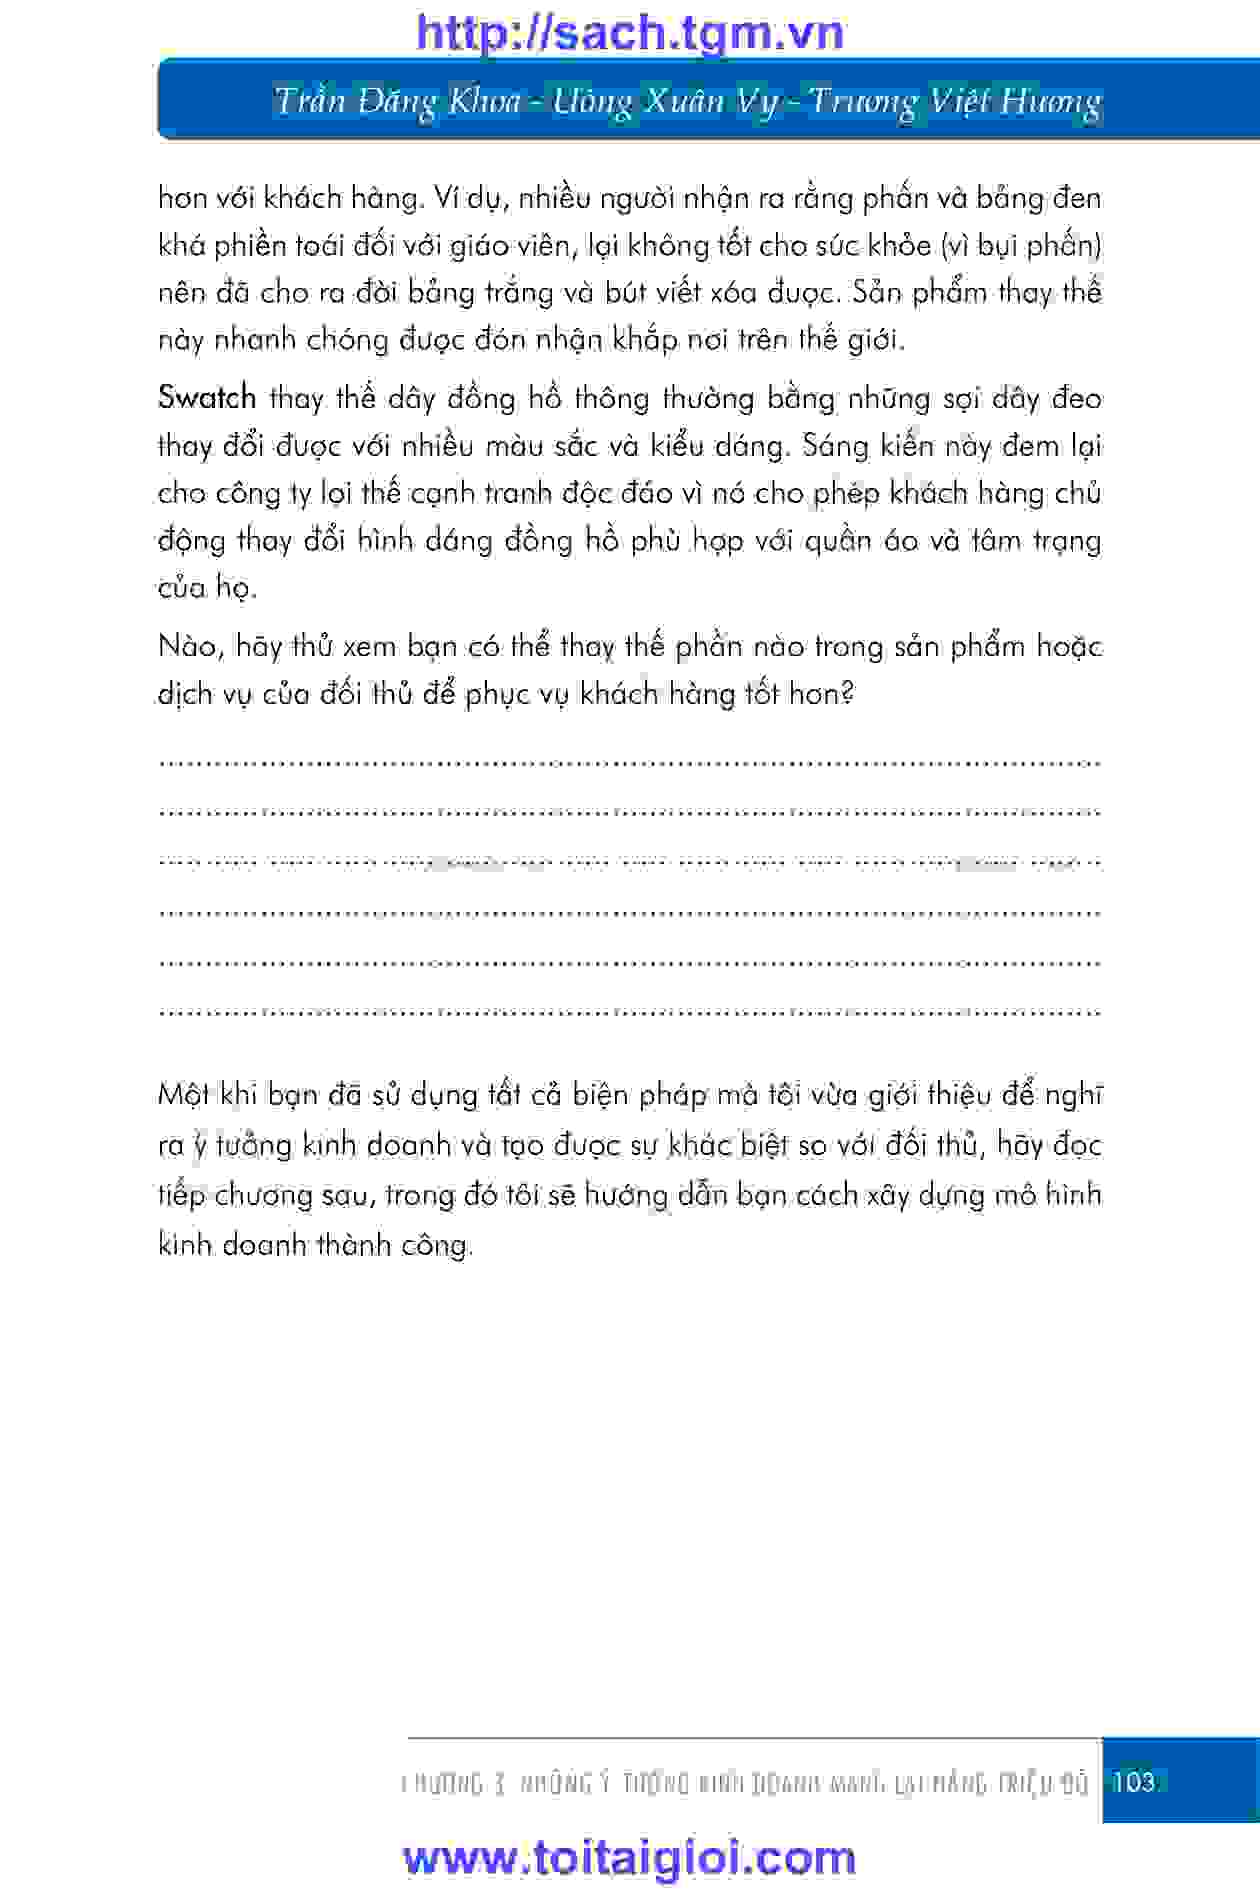 http://sach.tgm.vn
Trần Đăng Khoa - Uông Xuân Vy - Trương Việt Hương
hơn với khách hàng. Ví dụ, nhiều người nhận ra rằng phấn và bảng đen
khá phiền toái đối với giáo viên, lại không tốt cho sức khỏe (vì bụi phấn)
nên đã cho ra đời bảng trắng và bút viết xóa được. Sản phẩm thay thế
này nhanh chóng được đón nhận khắp nơi trên thế giới.
Swatch thay thế dây đồng hồ thông thường bằng những sợi dây đeo
thay đổi được với nhiều màu sắc và kiểu dáng. Sáng kiến này đem lại
cho công ty lợi thế cạnh tranh độc đáo vì nó cho phép khách hàng chủ
động thay đổi hình dáng đồng hồ phù hợp với quần áo và tâm trạng
của họ.
Nào, hãy thử xem bạn có thể thay thế phần nào trong sản phẩm hoặc
dịch vụ của đối thủ để phục vụ khách hàng tốt hơn?
Một khi bạn đã sử dụng tất cả biện pháp mà tôi vừa giới thiệu để nghĩ
ra ý tưởng kinh doanh và tạo được sự khác biệt so với đối thủ, hãy đọc
tiếp chương sau, trong đó tôi sẽ hướng dẫn bạn cách xây dựng mô hình
kinh doanh thành công.
CHƯƠNG 3: NHỮNG Ý TƯỞNG KINH DOANH MANG LẠI HÀNG TRIỆU ĐÔ 103
www.toitaigioi.com